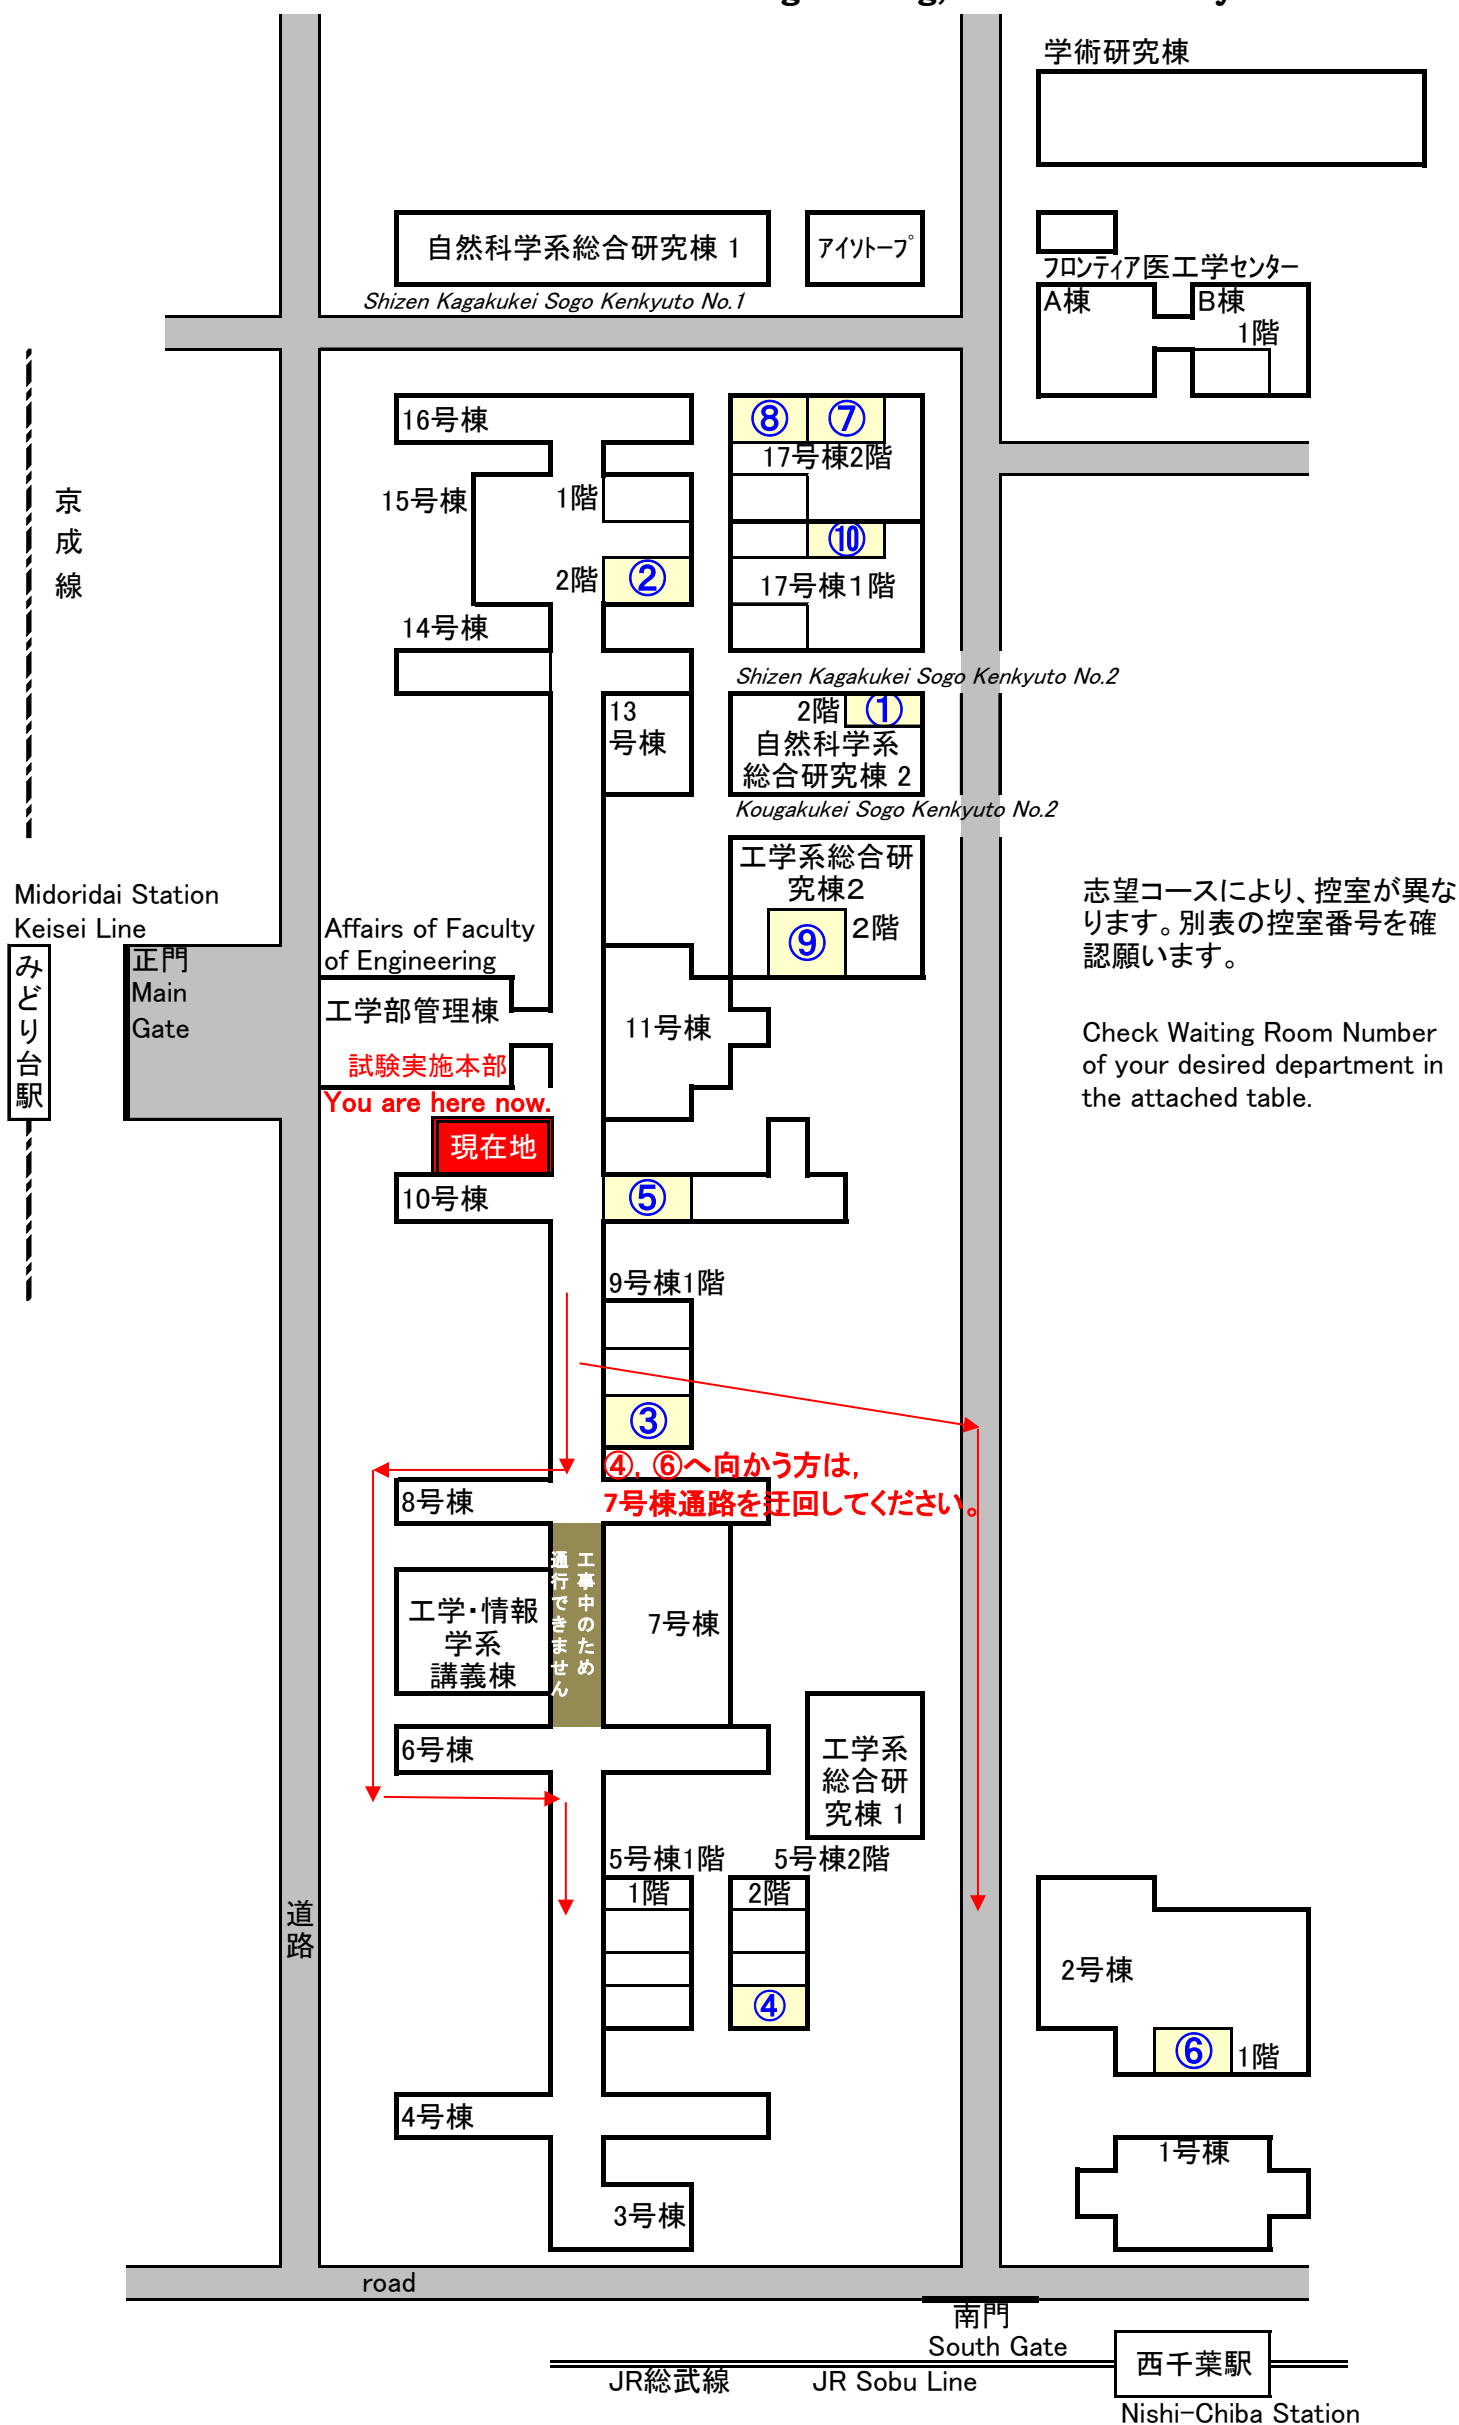 学術研究棟
自然科学系総合研究棟 1
アイソトープ
Shizen Kagakukei Sogo Kenkyuto No.1
フロンティア医工学センター
A棟
B棟
1階
京成線
16号棟
⑧
⑦
17号棟2階
15号棟
1階
⑩
2階
②
17号棟1階
14号棟
Shizen Kagakukei Sogo Kenkyuto No.2
13
号棟
2階
①
自然科学系
総合研究棟 2
Kougakukei Sogo Kenkyuto No.2
工学系総合研
究棟2
⑨
2階
志望コースにより、控室が異な
ります。別表の控室番号を確
認願います。
Check Waiting Room Number
of your desired department in
the attached table.
Midoridai Station
Keisei Line
みどり台駅
正門
Main
Gate
Affairs of Faculty
of Engineering
工学部管理棟
試験実施本部
You are here now.
現在地
11号棟
10号棟
⑤
9号棟1階
③
④, ⑥へ向かう方は,
7号棟通路を迂回してください。
8号棟
工事中のため
通行できません
工学・情報
学系
講義棟
7号棟
6号棟
工学系
総合研
究棟 1
5号棟1階
5号棟2階
1階
2階
④
道路
2号棟
⑥
1階
4号棟
1号棟
3号棟
road
南門
South Gate
西千葉駅
JR総武線
JR Sobu Line
Nishi-Chiba Station